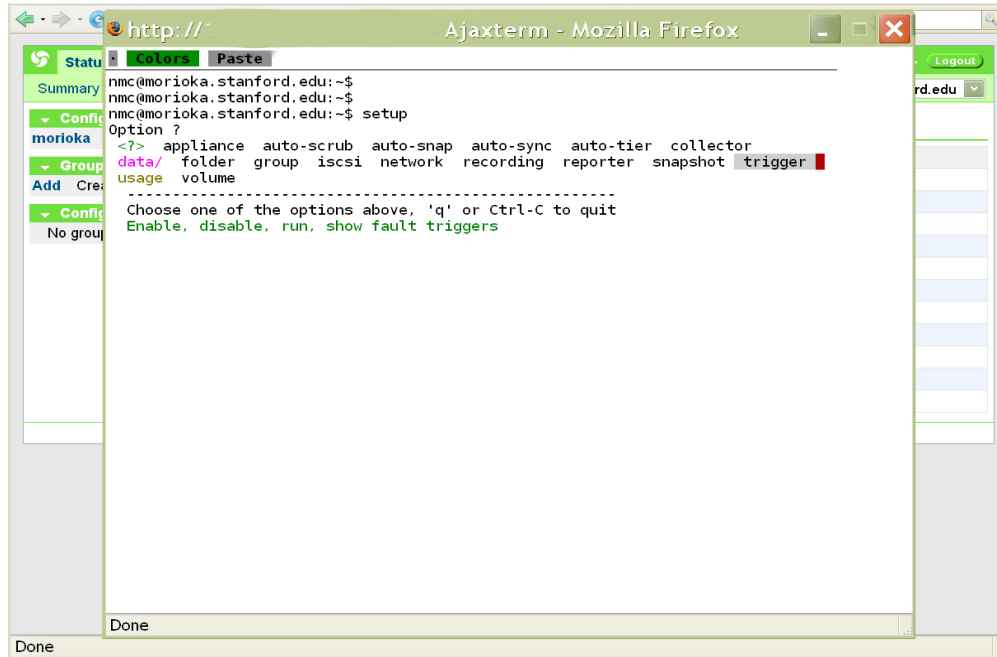 http:// Ajaxterm - Mozilla Firefox
Colors Paste
nmc@morioka.stanford.edu:~$
nmc@morioka.stanford.edu:~$
nmc@morioka.stanford.edu:~$ setup
Option ?
<?> appliance auto-scrub auto-snap auto-sync auto-tier collector
data/ folder group iscsi network recording reporter snapshot trigger
usage volume
-----------------------------------------------------
Choose one of the options above, 'q' or Ctrl-C to quit
Enable, disable, run, show fault triggers
Done
Statu
Logout
Summary
rd.edu
Config
morioka
Group
Add Crea
Config
No group
Done